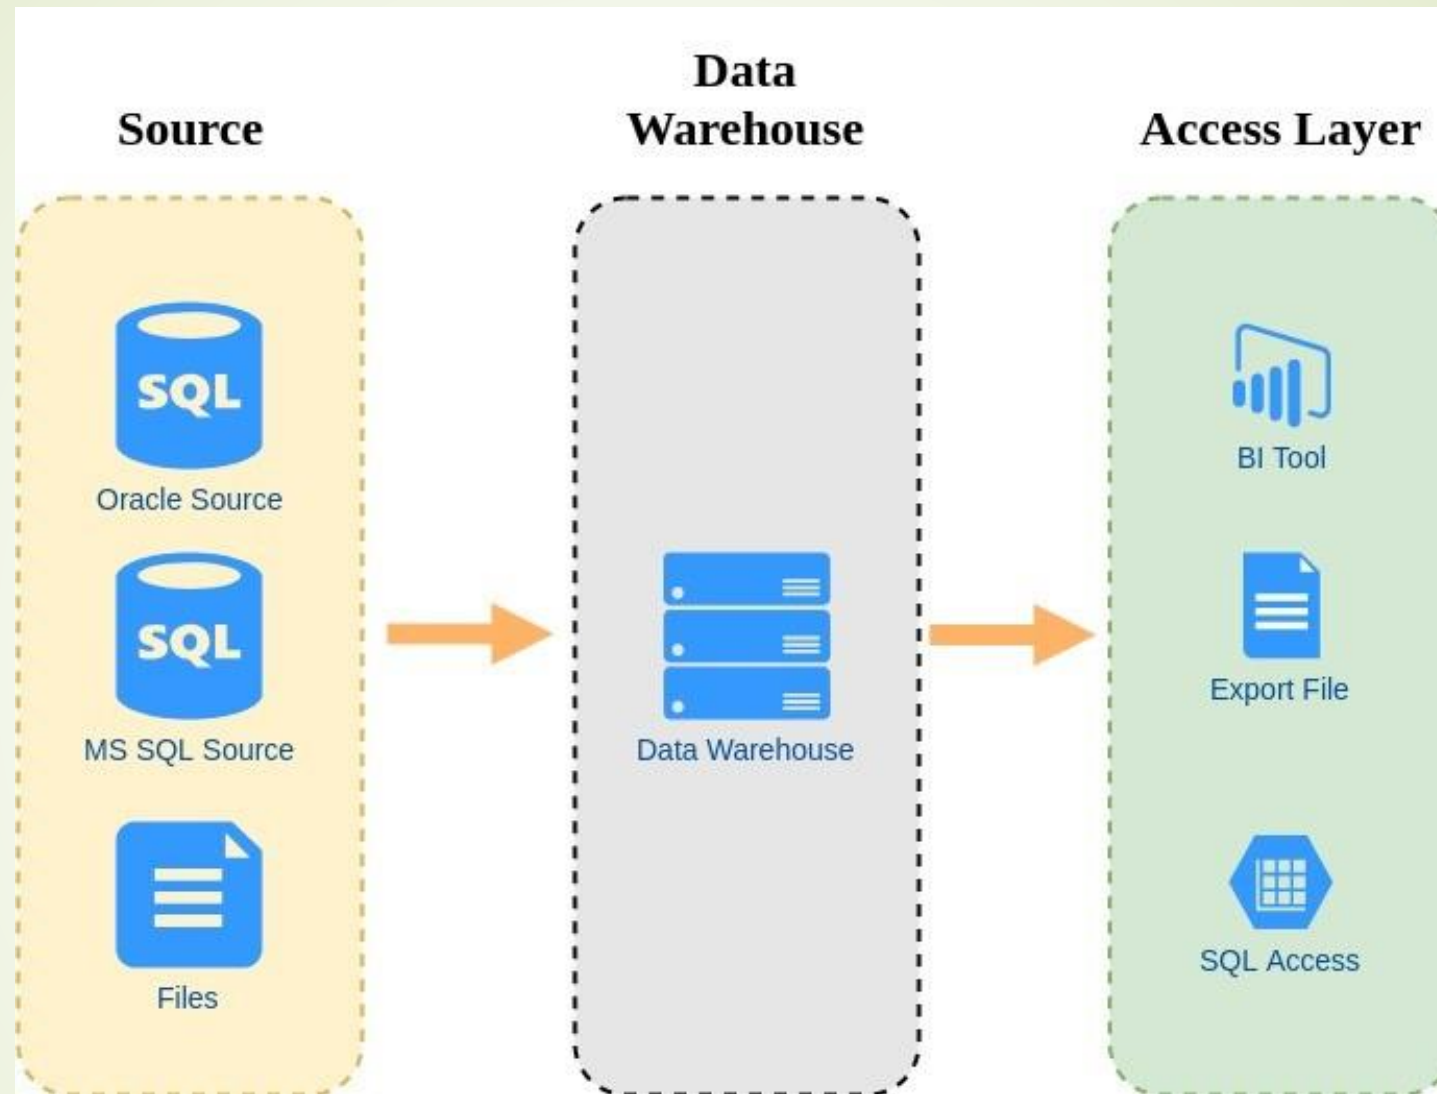 Source
Data
Warehouse
Access Layer
SQL
Oracle Source
SQL
MS SQL Source
Files
Data Warehouse
BI Tool
Export File
SQL Access